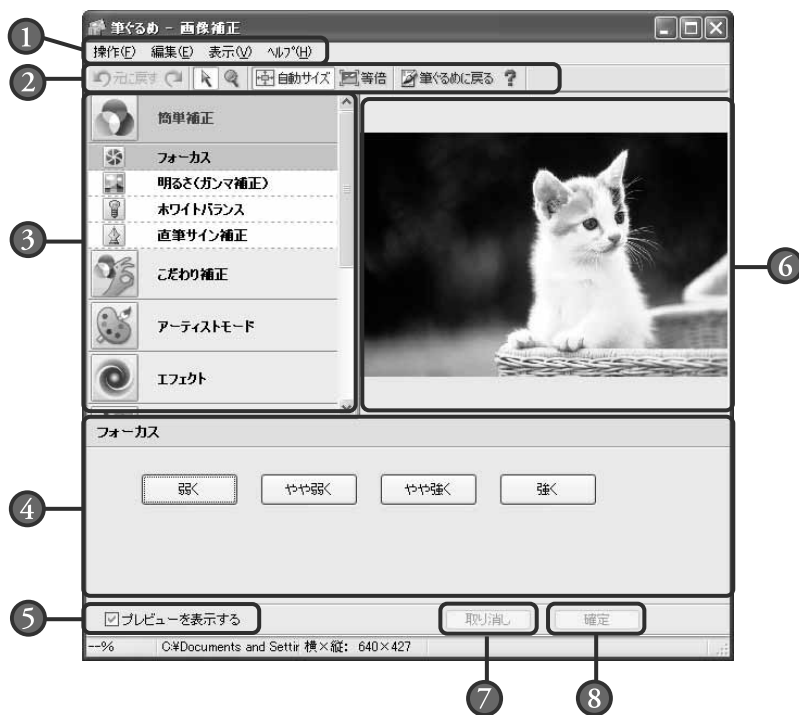 筆ぐるめ - 画像補正
1
操作(F) 編集(E) 表示(V) ﾍﾙﾌﾟ(H)
2
元に戻す 自動サイズ 等倍 筆ぐるめに戻る ?
3
簡単補正
フォーカス
明るさ(ガンマ補正)
ホワイトバランス
直筆サイン補正
こだわり補正
アーティストモード
エフェクト
6
フォーカス
4
弱く やや弱く やや強く 強く
5
プレビューを表示する 取り消し 確定
--% C:¥Documents and Settir 横×縦: 640×427
7 8